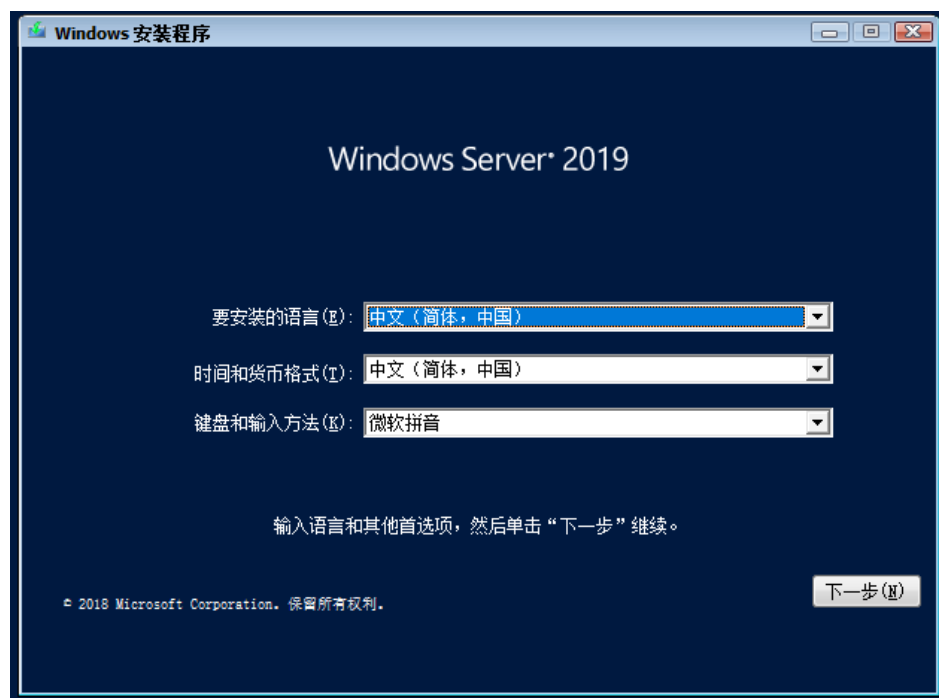 Windows 安装程序
Windows Server® 2019
要安装的语言(E): 中文(简体，中国)
时间和货币格式(T): 中文(简体，中国)
键盘和输入方法(K): 微软拼音
输入语言和其他首选项，然后单击“下一步”继续。
下一步(N)
© 2018 Microsoft Corporation。保留所有权利。